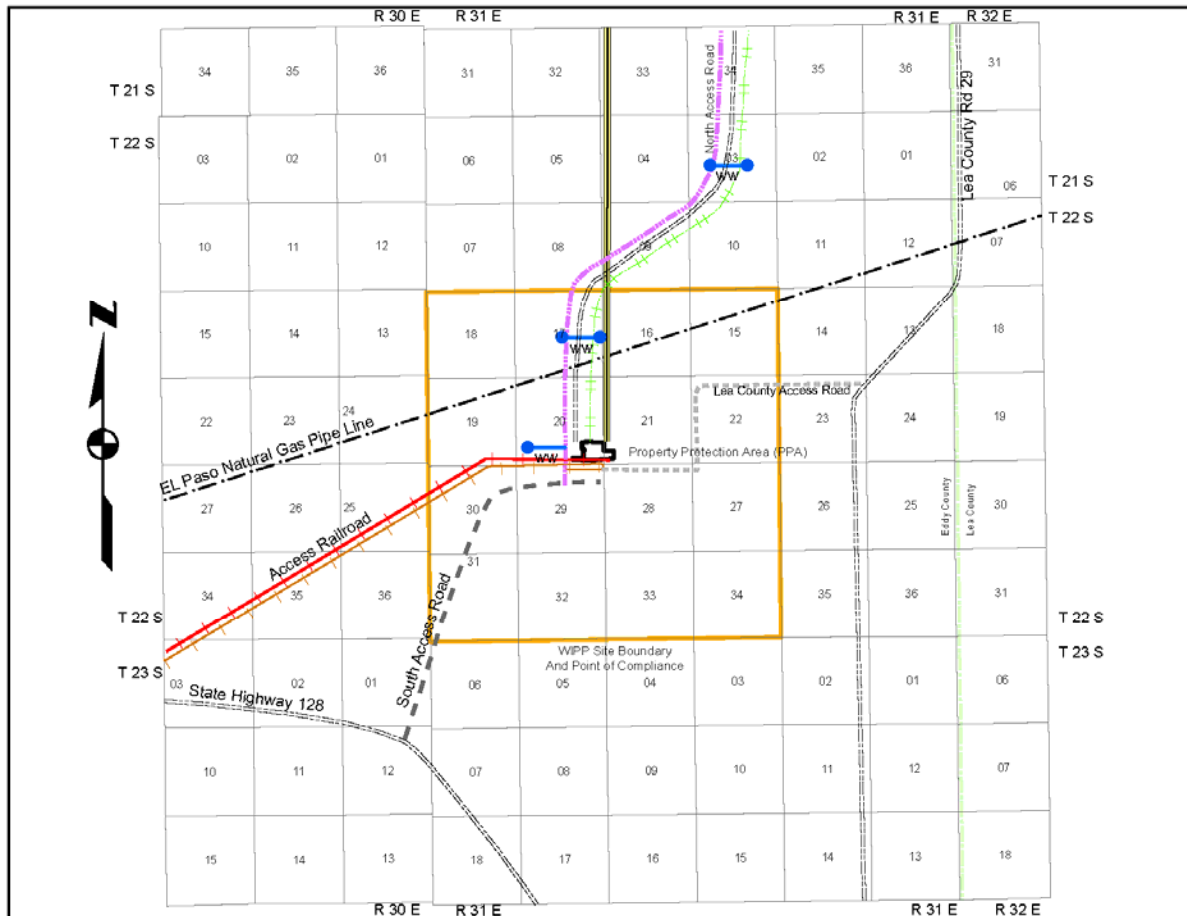 R 30 E R 31 E R 31 E R 32 E
34 35 36 31 32 33 34 35 36 31
T 21 S
T 22 S
North Access Road
Lea County Rd 29
03 02 01 06 05 04 03 02 01 06
WW
T 21 S
T 22 S
10 11 12 07 08 09 10 11 12 07
15 14 13 18 17 16 15 14 13 18
WW
Z
Lea County Access Road
22 23 24 19 20 21 22 23 24 19
EL Paso Natural Gas Pipe Line
WW
Property Protection Area (PPA)
27 26 25 30 29 28 27 26 25 30
Eddy County
Lea County
Access Railroad
34 35 36 31 32 33 34 35 36 31
South Access Road
T 22 S
T 23 S
T 22 S
T 23 S
WIPP Site Boundary
And Point of Compliance
03 02 01 06 05 04 03 02 01 06
State Highway 128
10 11 12 07 08 09 10 11 12 07
15 14 13 18 17 16 15 14 13 18
R 30 E R 31 E R 31 E R 32 E